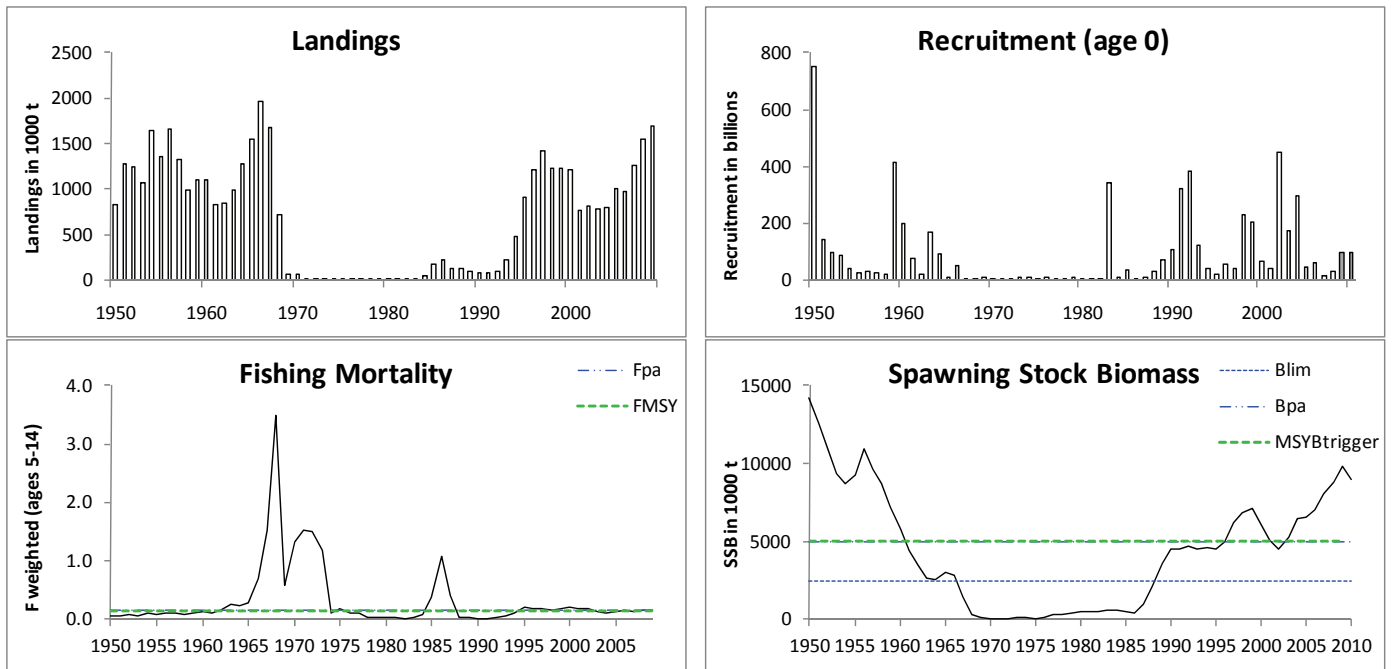 Landings
Landings in 1000 t
2500
2000
1500
1000
500
0
1950 1960 1970 1980 1990 2000
Recruitment (age 0)
Recruitment in billions
800
600
400
200
0
1950 1960 1970 1980 1990 2000
Fishing Mortality
Fpa
FMSY
F weighted (ages 5-14)
4.0
3.0
2.0
1.0
0.0
1950 1955 1960 1965 1970 1975 1980 1985 1990 1995 2000 2005
Spawning Stock Biomass
Blim
Bpa
MSYBtrigger
SSB in 1000 t
15000
10000
5000
0
1950 1955 1960 1965 1970 1975 1980 1985 1990 1995 2000 2005 2010